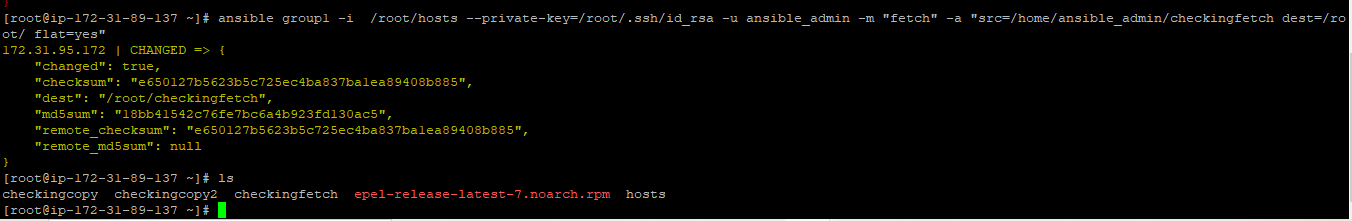 }
[root@ip-172-31-89-137 ~]# ansible group1 -i  /root/hosts --private-key=/root/.ssh/id_rsa -u ansible_admin -m "fetch" -a "src=/home/ansible_admin/checkingfetch dest=/ro
ot/ flat=yes"
172.31.95.172 | CHANGED => {
    "changed": true,
    "checksum": "e650127b5623b5c725ec4ba837ba1ea89408b885",
    "dest": "/root/checkingfetch",
    "md5sum": "18bb41542c76fe7bc6a4b923fd130ac5",
    "remote_checksum": "e650127b5623b5c725ec4ba837ba1ea89408b885",
    "remote_md5sum": null
}
[root@ip-172-31-89-137 ~]# ls
checkingcopy  checkingcopy2  checkingfetch  epel-release-latest-7.noarch.rpm  hosts
[root@ip-172-31-89-137 ~]#